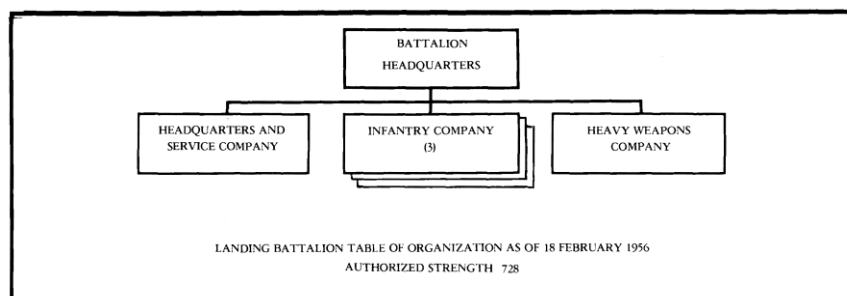 BATTALION
HEADQUARTERS
HEADQUARTERS AND
SERVICE COMPANY
INFANTRY COMPANY
(3)
HEAVY WEAPONS
COMPANY
LANDING BATTALION TABLE OF ORGANIZATION AS OF 18 FEBRUARY 1956
AUTHORIZED STRENGTH 728